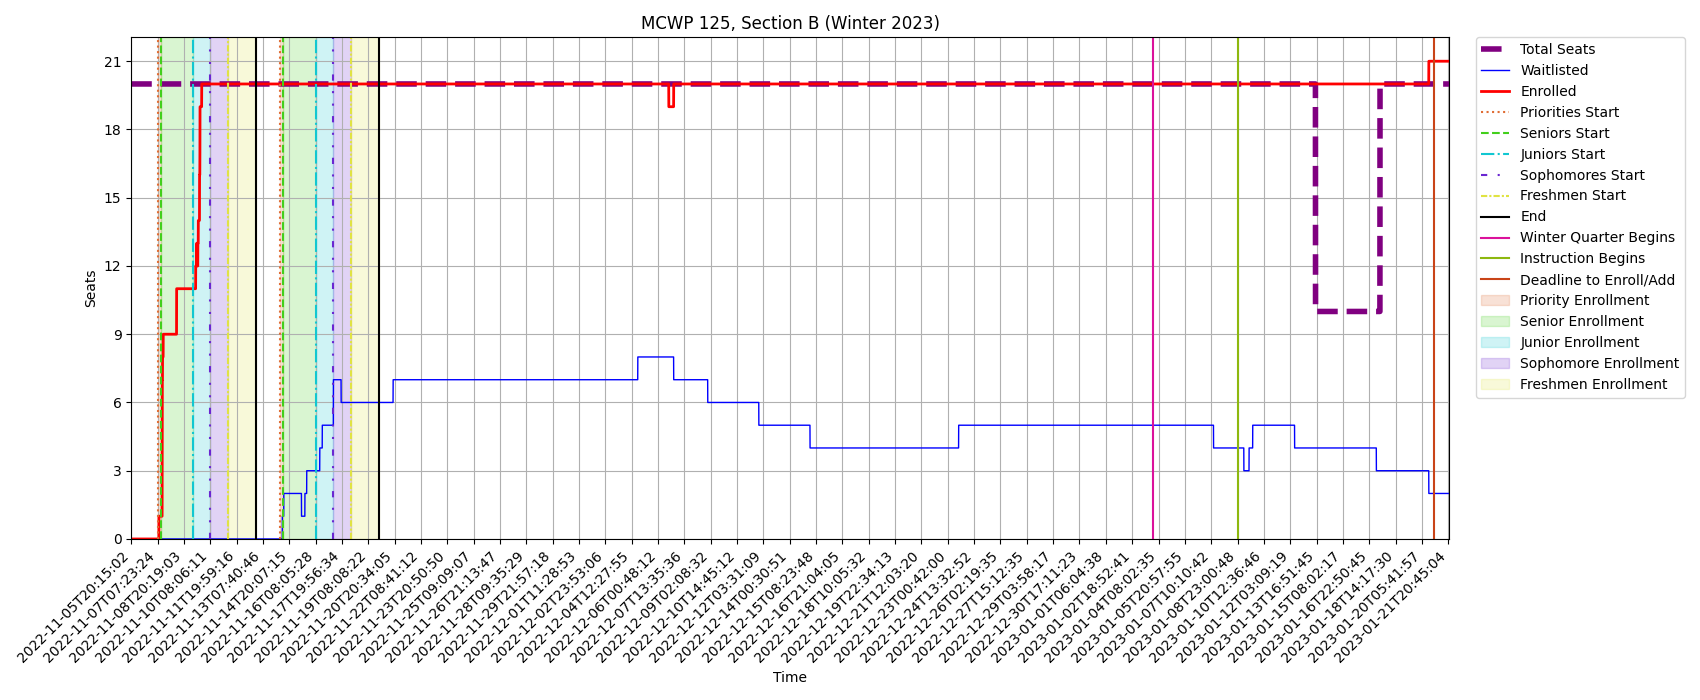 MCWP 125, Section B (Winter 2023)
Seats
21
18
15
12
9
6
3
0
2022-11-05T20:15:02
2022-11-07T07:23:24
2022-11-08T20:19:03
2022-11-10T08:06:11
2022-11-11T19:59:16
2022-11-13T07:40:46
2022-11-14T20:07:15
2022-11-16T08:05:28
2022-11-17T19:56:34
2022-11-19T08:08:22
2022-11-20T20:34:05
2022-11-22T08:41:12
2022-11-23T20:50:50
2022-11-25T09:09:07
2022-11-26T21:13:47
2022-11-28T09:35:29
2022-11-29T21:57:18
2022-12-01T11:28:53
2022-12-02T23:53:06
2022-12-04T12:27:55
2022-12-06T00:48:12
2022-12-07T13:35:36
2022-12-09T02:08:32
2022-12-10T14:45:12
2022-12-12T03:31:09
2022-12-14T00:30:51
2022-12-15T08:23:48
2022-12-16T21:04:05
2022-12-18T10:05:32
2022-12-19T22:34:13
2022-12-21T12:03:20
2022-12-23T00:42:00
2022-12-24T13:32:52
2022-12-26T02:19:35
2022-12-27T15:12:35
2022-12-29T03:58:17
2022-12-30T17:11:23
2023-01-01T06:04:38
2023-01-02T18:52:41
2023-01-04T08:02:35
2023-01-05T20:57:55
2023-01-07T10:10:42
2023-01-08T23:00:48
2023-01-10T12:36:46
2023-01-12T03:09:19
2023-01-13T16:51:45
2023-01-15T08:02:17
2023-01-16T22:50:45
2023-01-18T14:17:30
2023-01-20T05:41:57
2023-01-21T20:45:04
Time
Total Seats
Waitlisted
Enrolled
Priorities Start
Seniors Start
Juniors Start
Sophomores Start
Freshmen Start
End
Winter Quarter Begins
Instruction Begins
Deadline to Enroll/Add
Priority Enrollment
Senior Enrollment
Junior Enrollment
Sophomore Enrollment
Freshmen Enrollment